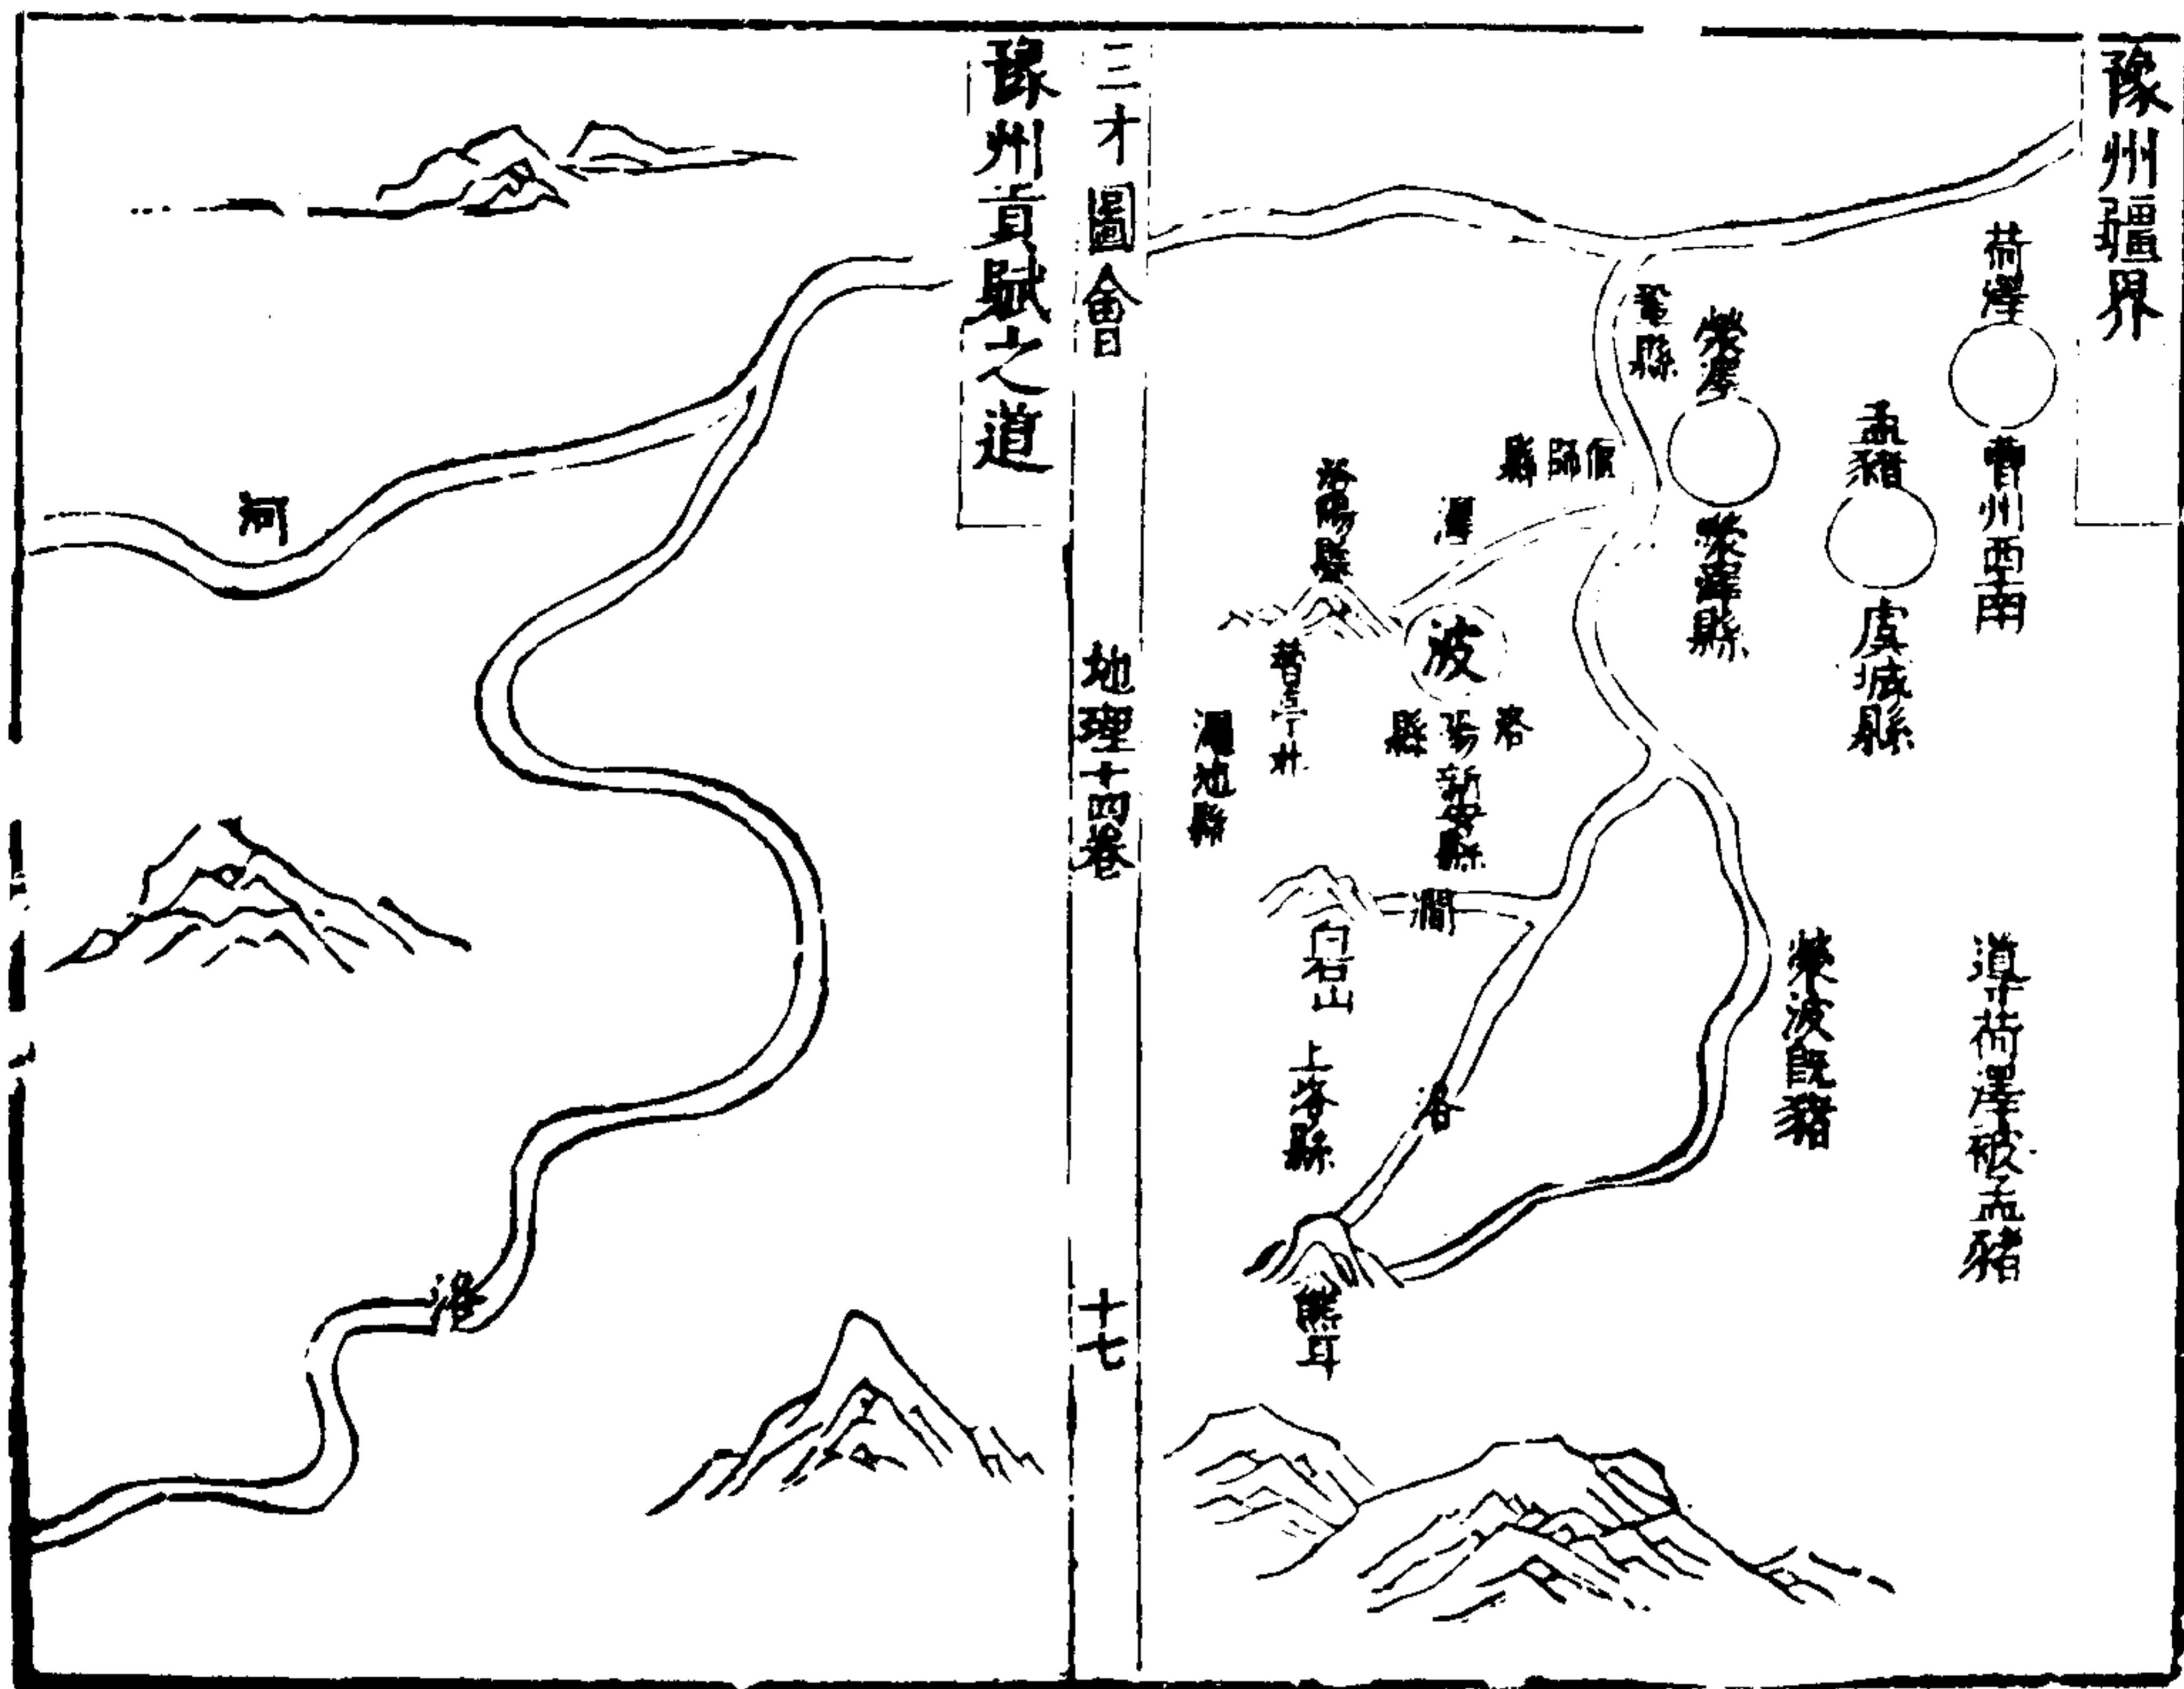 豫州疆界
荷澤
曹州西南
孟豬
虞城縣
滎澤縣
鞏縣
偃師縣
瀍
洛陽縣
波
洛陽縣
新安縣
澠池縣
澗
白石山
上洛縣
洛
熊耳
導荷澤被孟豬
滎波既豬
三才圖會
地理十四卷
十七
豫州貢賦之道
河
洛